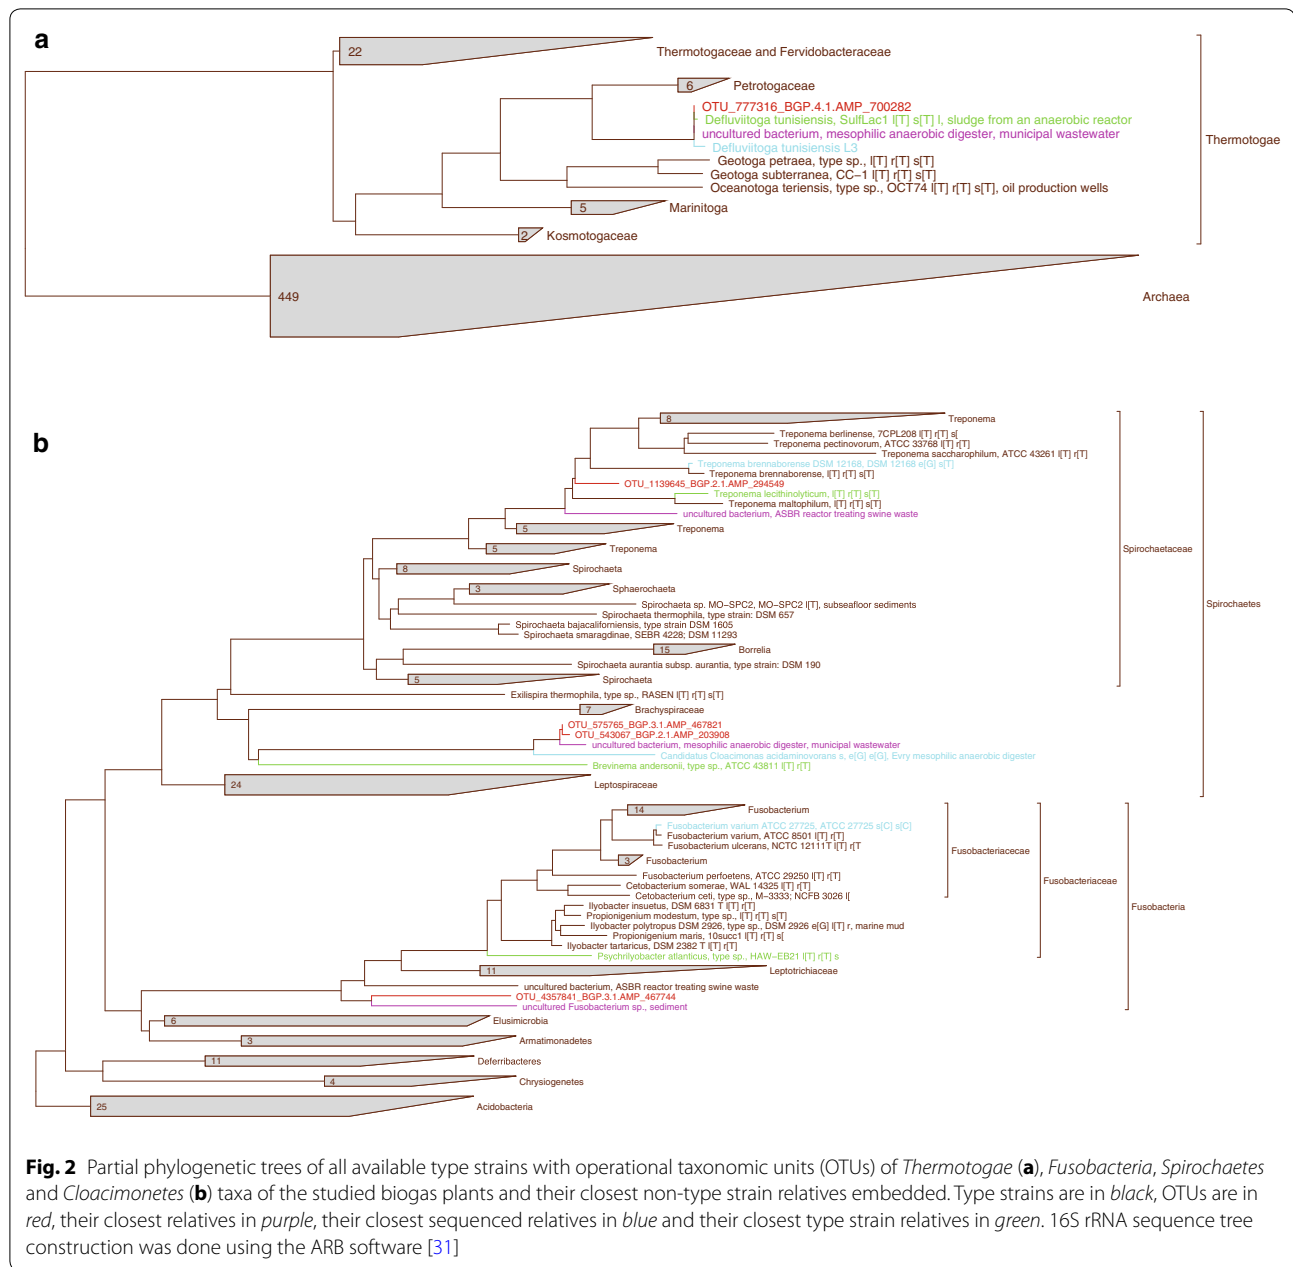 a
22
Thermotogaceae and Fervidobacteraceae
6
Petrotogaceae
OTU_777316_BGP.4.1.AMP_700282
Defluviitoga tunisiensis, SulfLac1 l[T] s[T] l, sludge from an anaerobic reactor
uncultured bacterium, mesophilic anaerobic digester, municipal wastewater
Defluviitoga tunisiensis L3
Thermotogae
Geotoga petraea, type sp., l[T] r[T] s[T]
Geotoga subterranea, CC−1 l[T] r[T] s[T]
Oceanotoga teriensis, type sp., OCT74 l[T] r[T] s[T], oil production wells
5
Marinitoga
2
Kosmotogaceae
449
Archaea
b
8
Treponema
Treponema berlinense, 7CPL208 l[T] r[T] s[
Treponema pectinovorum, ATCC 33768 l[T] r[T]
Treponema saccharophilum, ATCC 43261 l[T] r[T]
Treponema brennaborense DSM 12168, DSM 12168 e[G] s[T]
Treponema brennaborense, l[T] r[T] s[T]
OTU_1139645_BGP.2.1.AMP_294549
Treponema lecithinolyticum, l[T] r[T] s[T]
Treponema maltophilum, l[T] r[T] s[T]
uncultured bacterium, ASBR reactor treating swine waste
5
Treponema
5
Treponema
Spirochaetaceae
8
Spirochaeta
3
Sphaerochaeta
Spirochaeta sp. MO−SPC2, MO−SPC2 l[T], subseafloor sediments
Spirochaetes
Spirochaeta thermophila, type strain: DSM 657
Spirochaeta bajacaliforniensis, type strain DSM 1605
Spirochaeta smaragdinae, SEBR 4228; DSM 11293
15
Borrelia
Spirochaeta aurantia subsp. aurantia, type strain: DSM 190
5
Spirochaeta
Exilispira thermophila, type sp., RASEN l[T] r[T] s[T]
7
Brachyspiraceae
OTU_575765_BGP.3.1.AMP_467821
OTU_543067_BGP.2.1.AMP_203908
uncultured bacterium, mesophilic anaerobic digester, municipal wastewater
Candidatus Cloacimonas acidaminovorans s, e[G] e[G], Evry mesophilic anaerobic digester
Brevinema andersonii, type sp., ATCC 43811 l[T] r[T]
24
Leptospiraceae
14
Fusobacterium
Fusobacterium varium ATCC 27725, ATCC 27725 s[C] s[C]
Fusobacterium varium, ATCC 8501 l[T] r[T]
Fusobacterium ulcerans, NCTC 12111T l[T] r[T
Fusobacteriacecae
3
Fusobacterium
Fusobacterium perfoetens, ATCC 29250 l[T] r[T]
Fusobacteriaceae
Cetobacterium somerae, WAL 14325 l[T] r[T]
Cetobacterium ceti, type sp., M−3333; NCFB 3026 l[
Ilyobacter insuetus, DSM 6831 T l[T] r[T]
Fusobacteria
Propionigenium modestum, type sp., l[T] r[T] s[T]
Ilyobacter polytropus DSM 2926, type sp., DSM 2926 e[G] l[T] r, marine mud
Propionigenium maris, 10succ1 l[T] r[T] s[
Ilyobacter tartaricus, DSM 2382 T l[T] r[T]
Psychrilyobacter atlanticus, type sp., HAW−EB21 l[T] r[T] s
11
Leptotrichiaceae
uncultured bacterium, ASBR reactor treating swine waste
OTU_4357841_BGP.3.1.AMP_467744
uncultured Fusobacterium sp., sediment
6
Elusimicrobia
3
Armatimonadetes
11
Deferribacteres
4
Chrysiogenetes
25
Acidobacteria
Fig. 2 Partial phylogenetic trees of all available type strains with operational taxonomic units (OTUs) of Thermotogae (a), Fusobacteria, Spirochaetes
and Cloacimonetes (b) taxa of the studied biogas plants and their closest non-type strain relatives embedded. Type strains are in black, OTUs are in
red, their closest relatives in purple, their closest sequenced relatives in blue and their closest type strain relatives in green. 16S rRNA sequence tree
construction was done using the ARB software [31]